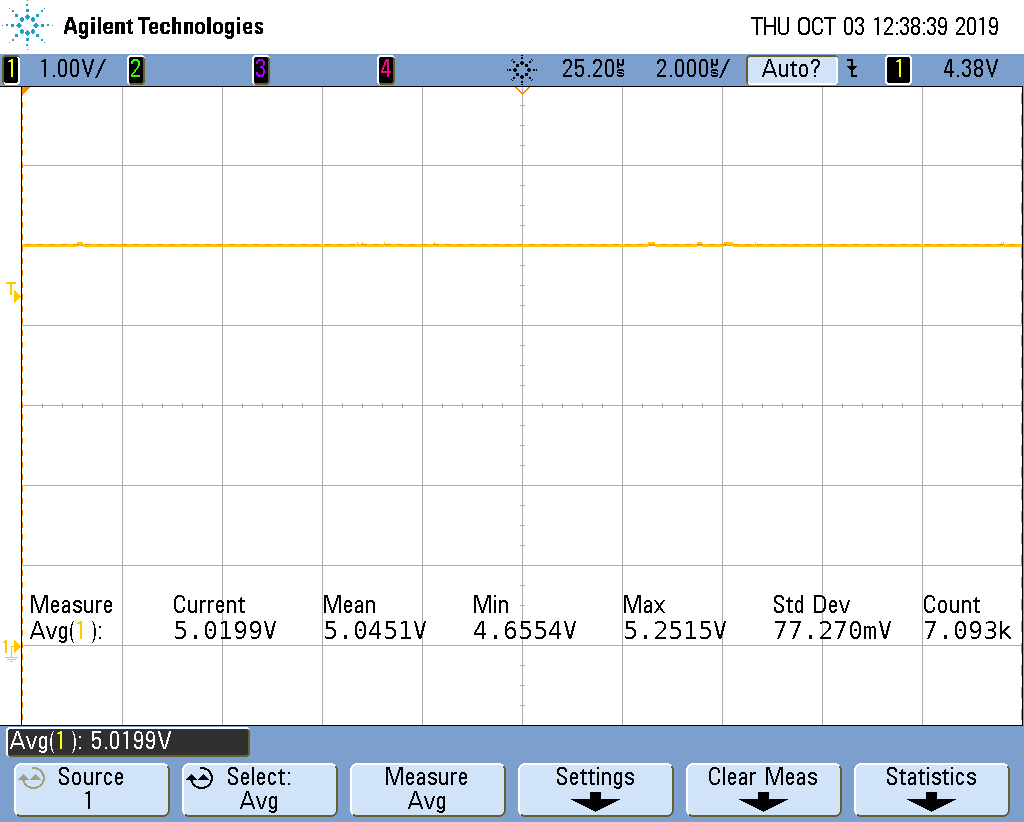 Agilent Technologies THU OCT 03 12:38:39 2019
1 1.00V/ 2 3 4 25.20µs 2.000µs/ Auto? 1 4.38V
T
1
Measure Current Mean Min Max Std Dev Count
Avg(1): 5.0199V 5.0451V 4.6554V 5.2515V 77.270mV 7.093k
Avg(1): 5.0199V
Source Select: Measure Settings Clear Meas Statistics
1 Avg Avg